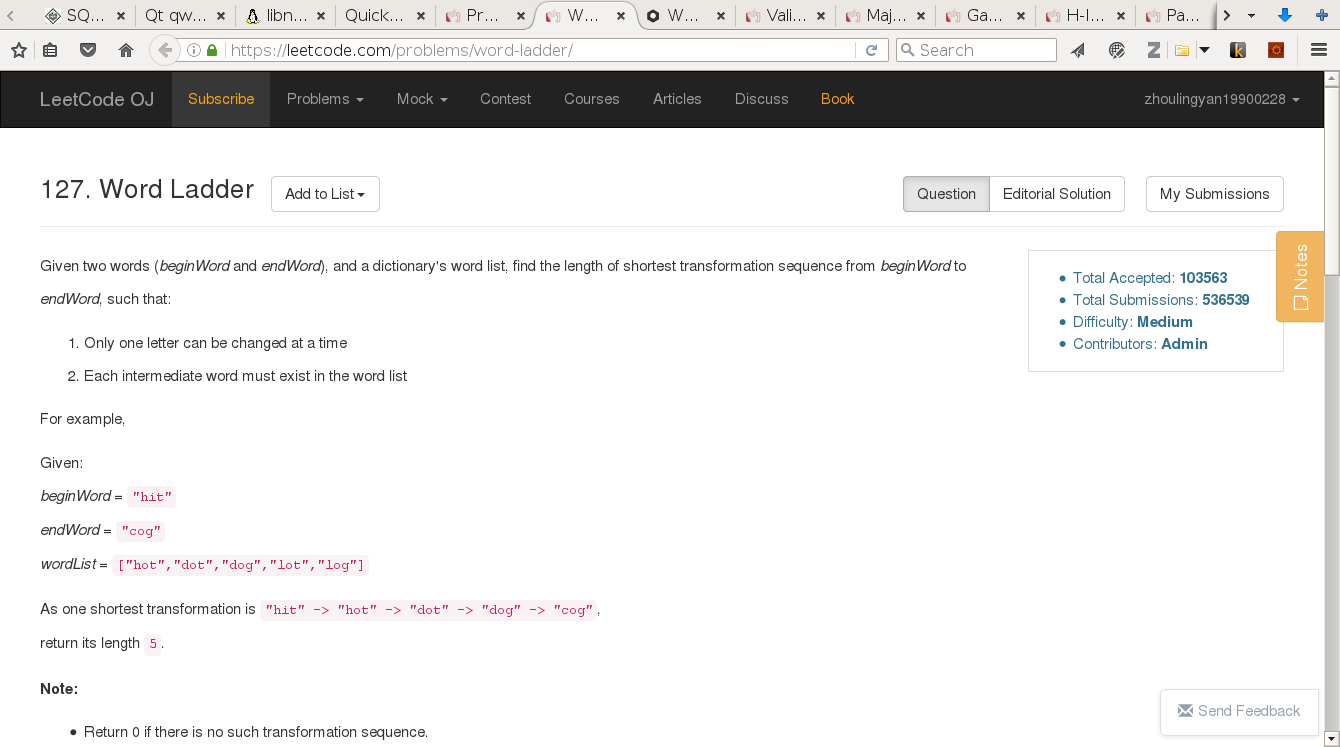 SQ... Qt qw... libn... Quick... Pr... W... W... Vali... Maj... Ga... H-I... Pa...
https://leetcode.com/problems/word-ladder/ Search
LeetCode OJ Subscribe Problems Mock Contest Courses Articles Discuss Book zhoulingyan19900228
127. Word Ladder Add to List Question Editorial Solution My Submissions
Given two words (beginWord and endWord), and a dictionary's word list, find the length of shortest transformation sequence from beginWord to
endWord, such that:
1. Only one letter can be changed at a time
2. Each intermediate word must exist in the word list
For example,
Given:
beginWord = "hit"
endWord = "cog"
wordList = ["hot","dot","dog","lot","log"]
As one shortest transformation is "hit" -> "hot" -> "dot" -> "dog" -> "cog",
return its length 5.
Note:
• Return 0 if there is no such transformation sequence.
• Total Accepted: 103563
• Total Submissions: 536539
• Difficulty: Medium
• Contributors: Admin
Notes
Send Feedback